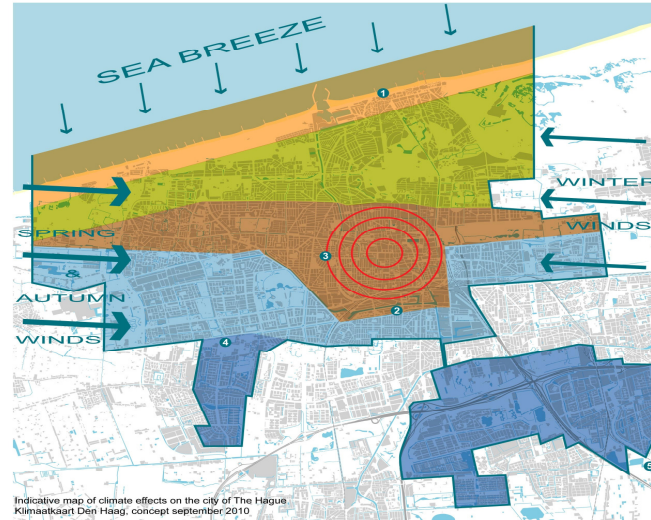 SEA BREEZE
1
WINTER
WINDS
SPRING
&
AUTUMN
WINDS
3
2
4
5
Indicative map of climate effects on the city of The Hague
Klimaatkaart Den Haag, concept september 2010